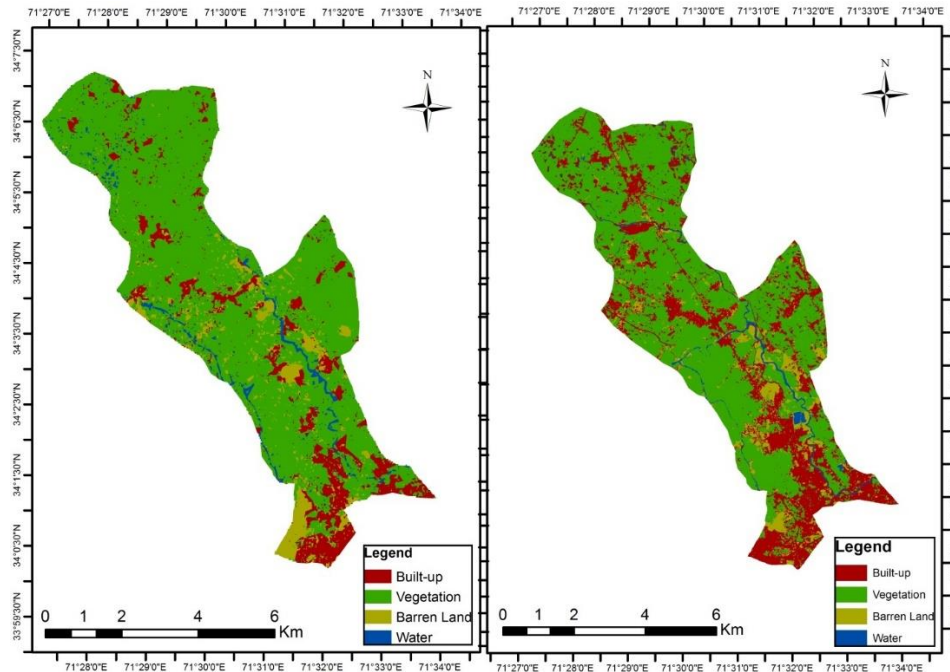 71°27'0"E 71°28'0"E 71°29'0"E 71°30'0"E 71°31'0"E 71°32'0"E 71°33'0"E 71°34'0"E
34°7'30"N
34°6'30"N
34°5'30"N
34°4'30"N
34°3'30"N
34°2'30"N
34°1'30"N
34°0'30"N
33°59'30"N
N
Legend
Built-up
Vegetation
Barren Land
Water
0 1 2 4 6
Km
71°28'0"E 71°29'0"E 71°30'0"E 71°31'0"E 71°32'0"E 71°33'0"E 71°34'0"E
71°27'0"E 71°28'0"E 71°29'0"E 71°30'0"E 71°31'0"E 71°32'0"E 71°33'0"E 71°34'0"E
N
Legend
Built-up
Vegetation
Barren Land
Water
0 1 2 4 6
Km
71°27'0"E 71°28'0"E 71°29'0"E 71°30'0"E 71°31'0"E 71°32'0"E 71°33'0"E 71°34'0"E